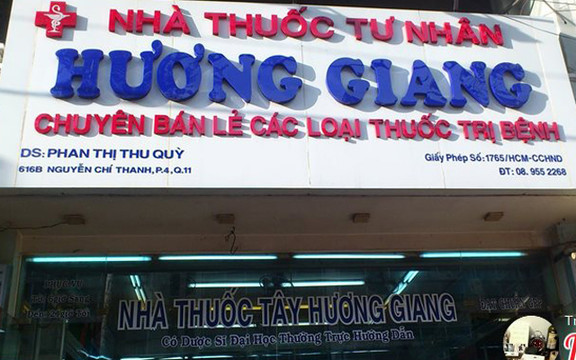 NHÀ THUỐC TƯ NHÂN
HƯƠNG GIANG
CHUYÊN BÁN LẺ CÁC LOẠI THUỐC TRỊ BỆNH
DS: PHAN THỊ THU QUỲ
616B NGUYỄN CHÍ THANH, P.4, Q.11
Giấy Phép Số: 1765/HCM-CCHND
ĐT: 08. 955 2268
NHÀ THUỐC TÂY HƯƠNG GIANG
Có Dược Sĩ Đại Học Thường Trực Hướng Dẫn